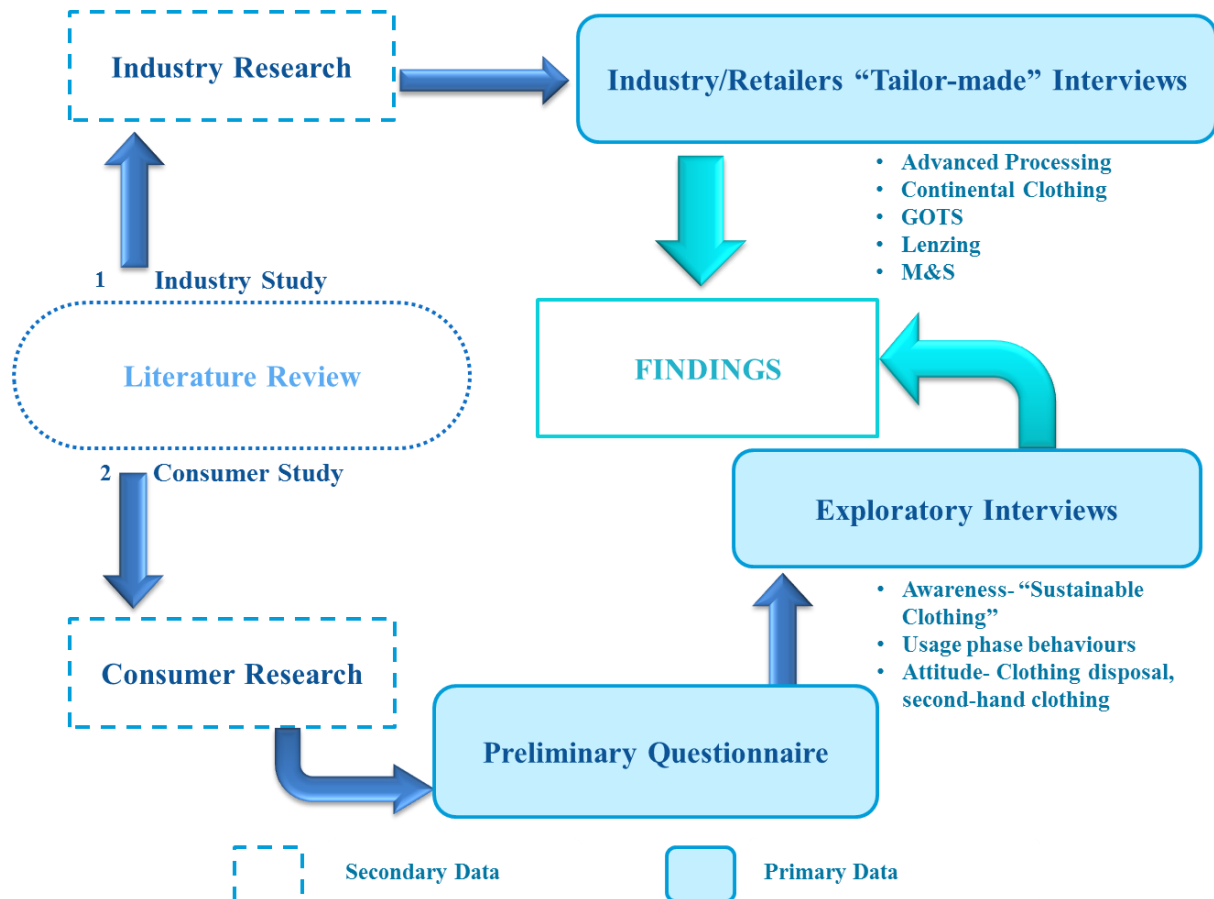 Industry Research
Industry/Retailers “Tailor-made” Interviews
• Advanced Processing
• Continental Clothing
• GOTS
• Lenzing
• M&S
1 Industry Study
Literature Review
FINDINGS
2 Consumer Study
Exploratory Interviews
• Awareness- “Sustainable
Clothing”
• Usage phase behaviours
• Attitude- Clothing disposal,
second-hand clothing
Consumer Research
Preliminary Questionnaire
Secondary Data
Primary Data